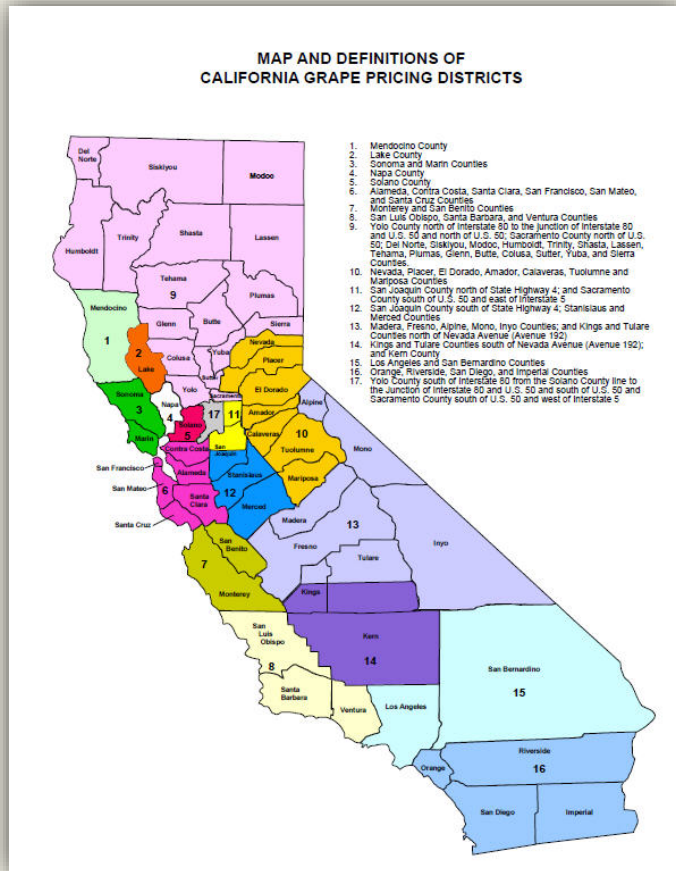 MAP AND DEFINITIONS OF
CALIFORNIA GRAPE PRICING DISTRICTS
1. Mendocino County
2. Lake County
3. Sonoma and Marin Counties
4. Napa County
5. Solano County
6. Alameda, Contra Costa, Santa Clara, San Francisco, San Mateo,
and Santa Cruz Counties
7. Monterey and San Benito Counties
8. San Luis Obispo, Santa Barbara, and Ventura Counties
9. Yolo County north of Interstate 80 to the junction of Interstate 80
and U.S. 50 and north of U.S. 50; Sacramento County north of U.S.
50; Del Norte, Siskiyou, Modoc, Humboldt, Trinity, Shasta, Lassen,
Tehama, Plumas, Glenn, Butte, Colusa, Sutter, Yuba, and Sierra
Counties.
10. Nevada, Placer, El Dorado, Amador, Calaveras, Tuolumne and
Mariposa Counties
11. San Joaquin County north of State Highway 4; and Sacramento
County south of U.S. 50 and east of Interstate 5
12. San Joaquin County south of State Highway 4; Stanislaus and
Merced Counties
13. Madera, Fresno, Alpine, Mono, Inyo Counties; and Kings and Tulare
Counties north of Nevada Avenue (Avenue 192)
14. Kings and Tulare Counties south of Nevada Avenue (Avenue 192);
and Kern County
15. Los Angeles and San Bernardino Counties
16. Orange, Riverside, San Diego, and Imperial Counties
17. Yolo County south of Interstate 80 from the Solano County line to
the Junction of Interstate 80 and U.S. 50 and south of U.S. 50 and
Sacramento County south of U.S. 50 and west of Interstate 5
Del
Norte
Siskiyou
Modoc
Humboldt
Trinity
Shasta
Lassen
Tehama
9
Plumas
Mendocino
1
Glenn
Butte
Sierra
2
Lake
Colusa
Yuba
Sutter
Nevada
Placer
Sonoma
3
Marin
Napa
4
Yolo
Solano
5
17
Sacramento
11
El Dorado
Amador
Alpine
Calaveras
10
Tuolumne
Mono
Contra Costa
San
Joaquin
San Francisco
Alameda
Stanislaus
San Mateo
6
Santa
Clara
12
Merced
Mariposa
Santa Cruz
Madera
13
Inyo
7
San
Benito
Fresno
Tulare
Monterey
Kings
San
Luis
Obispo
8
Kern
14
San Bernardino
15
Santa
Barbara
Ventura
Los Angeles
Riverside
16
Orange
San Diego
Imperial